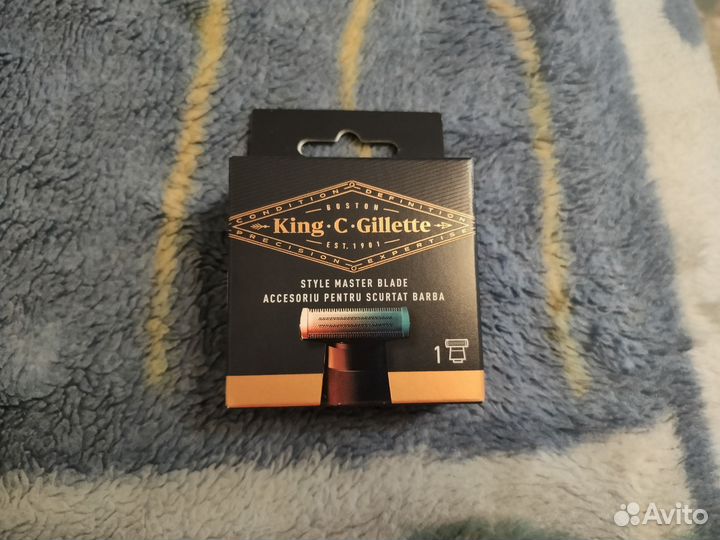 CONDITION DEFINITION
BOSTON
King·C·Gillette
EST. 1901
PRECISION EXPERTISE
STYLE MASTER BLADE
ACCESORIU PENTRU SCURTAT BARBA
1
Avito